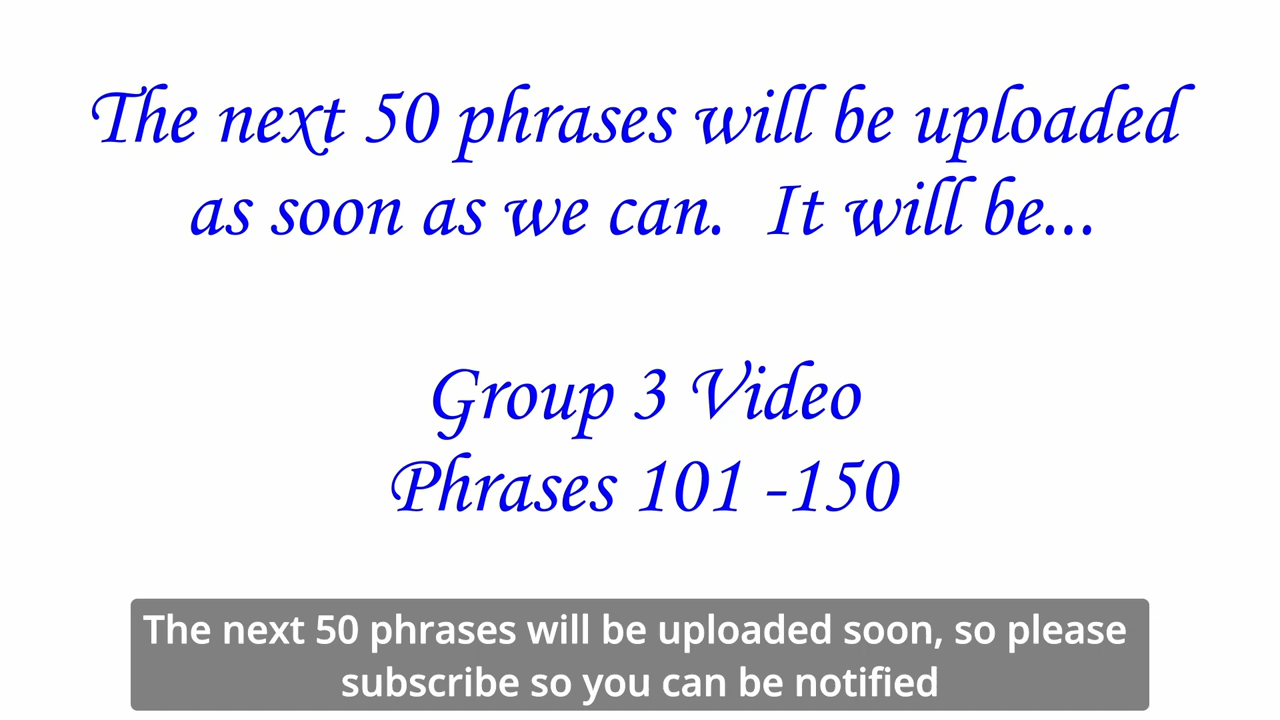 The next 50 phrases will be uploaded
as soon as we can.  It will be...
Group 3 Video
Phrases 101 -150
The next 50 phrases will be uploaded soon, so please
subscribe so you can be notified